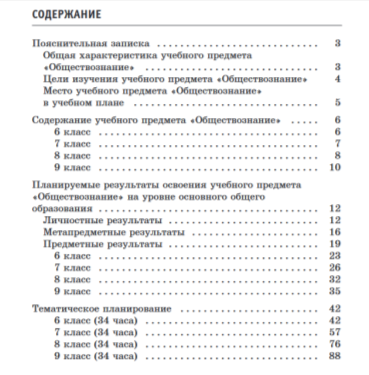 СОДЕРЖАНИЕ
Пояснительная записка . . . . . . . . . . . . . . . . . . . . . 3
Общая характеристика учебного предмета
«Обществознание» . . . . . . . . . . . . . . . . . . . . . 3
Цели изучения учебного предмета «Обществознание» 4
Место учебного предмета «Обществознание»
в учебном плане . . . . . . . . . . . . . . . . . . . . . 5
Содержание учебного предмета «Обществознание» . . 6
6 класс . . . . . . . . . . . . . . . . . . . . . 6
7 класс . . . . . . . . . . . . . . . . . . . . . 7
8 класс . . . . . . . . . . . . . . . . . . . . . 8
9 класс . . . . . . . . . . . . . . . . . . . . . 10
Планируемые результаты освоения учебного предмета
«Обществознание» на уровне основного общего
образования . . . . . . . . . . . . . . . . . . . . . 12
Личностные результаты . . . . . . . . . . . . . . . . . . 12
Метапредметные результаты . . . . . . . . . . . . . . . 16
Предметные результаты . . . . . . . . . . . . . . . . . . 19
6 класс . . . . . . . . . . . . . . . . . . . . . 23
7 класс . . . . . . . . . . . . . . . . . . . . . 26
8 класс . . . . . . . . . . . . . . . . . . . . . 32
9 класс . . . . . . . . . . . . . . . . . . . . . 35
Тематическое планирование . . . . . . . . . . . . . . . . 42
6 класс (34 часа) . . . . . . . . . . . . . . . . . . . . . 42
7 класс (34 часа) . . . . . . . . . . . . . . . . . . . . . 57
8 класс (34 часа) . . . . . . . . . . . . . . . . . . . . . 76
9 класс (34 часа) . . . . . . . . . . . . . . . . . . . . . 88